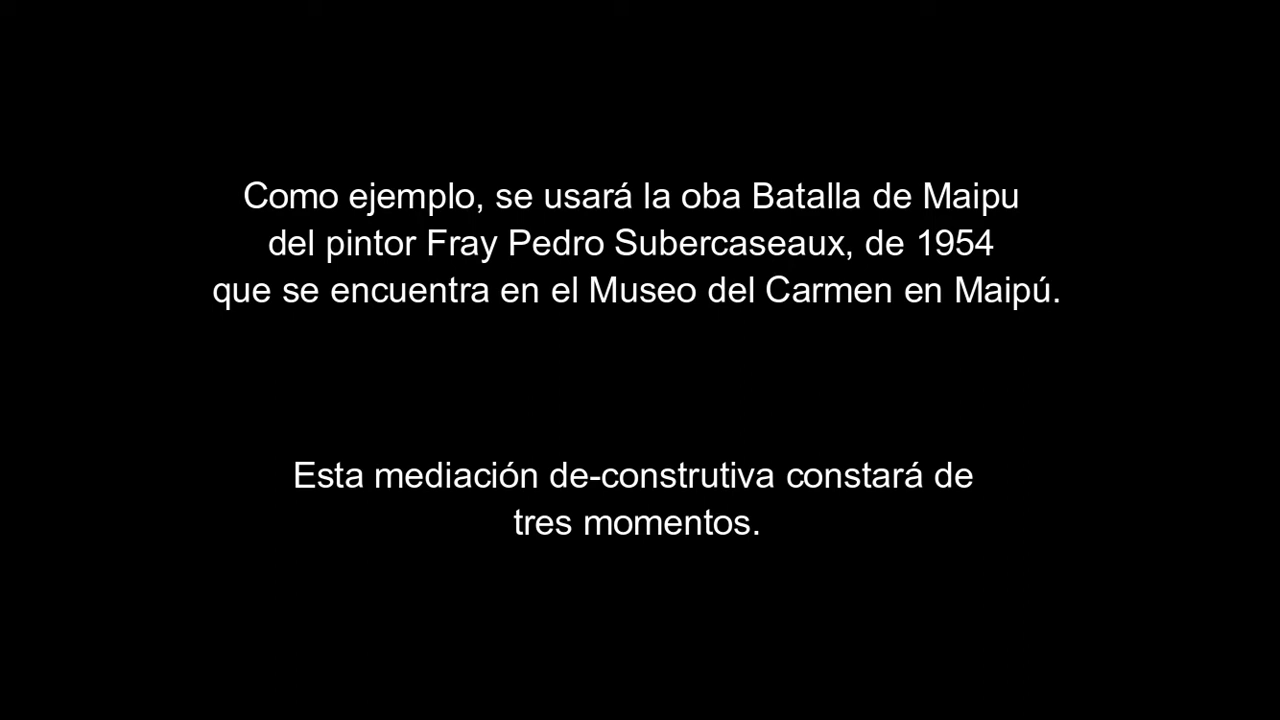 Como ejemplo, se usará la oba Batalla de Maipu
del pintor Fray Pedro Subercaseaux, de 1954
que se encuentra en el Museo del Carmen en Maipú.
Esta mediación de-construtiva constará de
tres momentos.